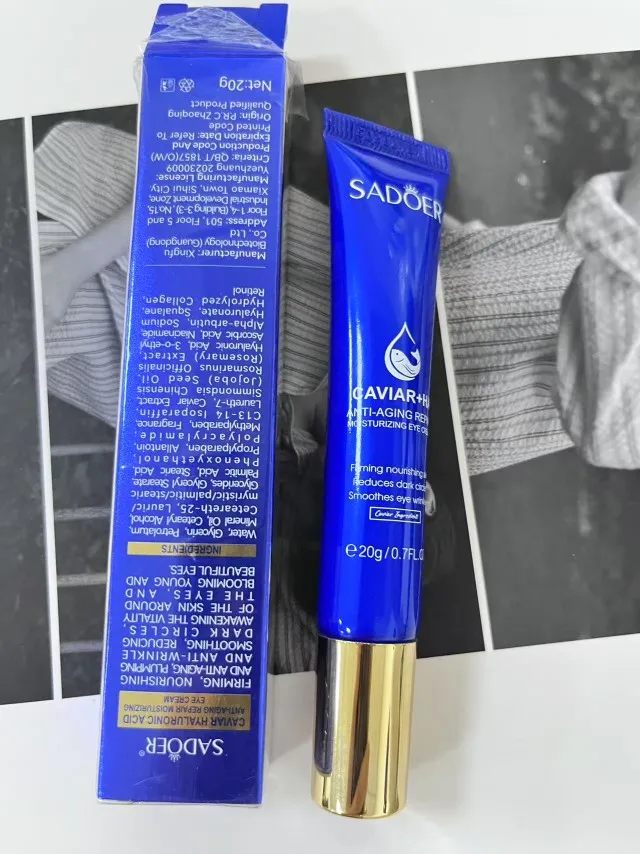 SADOER®
CAVIAR HYALURONIC ACID
ANTI-AGING REPAIR MOISTURIZING
EYE CREAM
FIRMING, NOURISHING,
AND ANTI-AGING, PLUMPING
AND ANTI-WRINKLE
SMOOTHING, REDUCING
DARK CIRCLES,
AWAKENING THE VITALITY
OF THE SKIN AROUND
THE EYES, AND
BLOOMING YOUNG AND
BEAUTIFUL EYES.
INGREDIENTS
Water, Glycerin, Petrolatum,
Mineral Oil, Cetearyl Alcohol,
Ceteareth-25, Lauric/
myristic/palmitic/stearic
Glycerides, Glyceryl Stearate,
Palmitic Acid, Stearic Acid,
Phenoxyethanol,
Propylparaben, Allantoin,
Polyacrylamide,
Methylparaben, Fragrance,
C13-14 Isoparaffin,
Laureth-7, Caviar Extract,
Simmondsia Chinensis
(Jojoba) Seed Oil,
Rosmarinus Officinalis
(Rosemary) Extract,
Hyaluronic Acid, 3-o-ethyl
Ascorbic Acid, Niacinamide,
Alpha-arbutin, Sodium
Hyaluronate, Squalane,
Hydrolyzed Collagen,
Retinol
Manufacturer: Xingfu
Biotechnology (Guangdong)
Co., Ltd
Address: 501, Floor 5 and
Floor 1-4 (Building 3-3), No.15,
Industrial Development Zone,
Xiamao Town, Sihui City.
Manufacturing License:
Yuezhuang 20230009
Criteria: QB/T 1857(O/W)
Production Code And
Expiration Date: Refer To
Printed Code
Origin: P.R.C Zhaoqing
Qualified Product
Net:20g
SADOER
CAVIAR+H
ANTI-AGING REP
MOISTURIZING EYE CR
Firming nourishing
Reduces dark circl
Smoothes eye wrin
Caviar Ingredient
℮20g/0.7FL.O